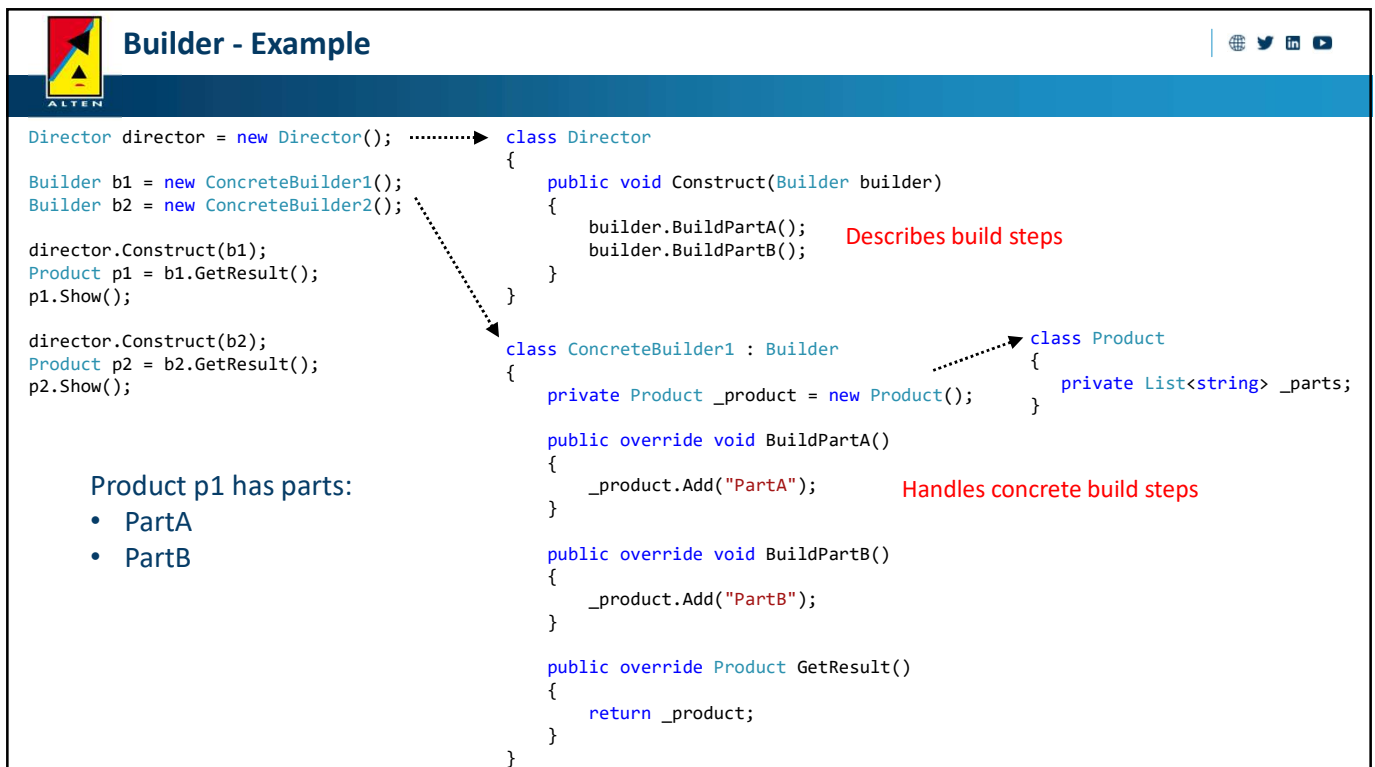 Builder - Example
ALTEN
Director director = new Director();
Builder b1 = new ConcreteBuilder1();
Builder b2 = new ConcreteBuilder2();
director.Construct(b1);
Product p1 = b1.GetResult();
p1.Show();
director.Construct(b2);
Product p2 = b2.GetResult();
p2.Show();
Product p1 has parts:
• PartA
• PartB
class Director
{
    public void Construct(Builder builder)
    {
        builder.BuildPartA();
        builder.BuildPartB();
    }
}
Describes build steps
class ConcreteBuilder1 : Builder
{
    private Product _product = new Product();
    public override void BuildPartA()
    {
        _product.Add("PartA");
    }
    public override void BuildPartB()
    {
        _product.Add("PartB");
    }
    public override Product GetResult()
    {
        return _product;
    }
}
Handles concrete build steps
class Product
{
   private List<string> _parts;
}